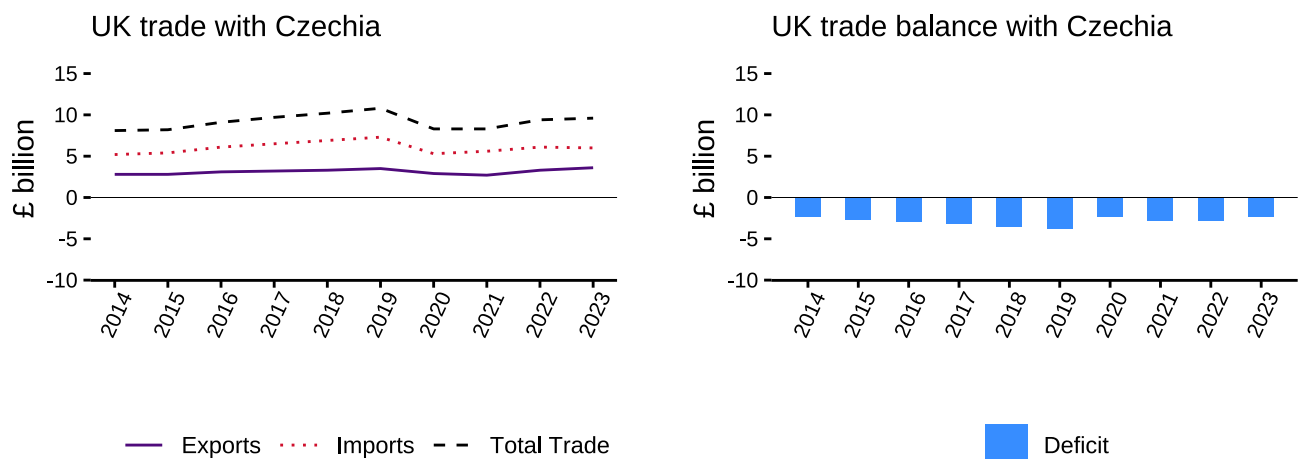 UK trade with Czechia
15
10
5
0
-5
-10
£ billion
2014 2015 2016 2017 2018 2019 2020 2021 2022 2023
Exports Imports Total Trade
UK trade balance with Czechia
15
10
5
0
-5
-10
£ billion
2014 2015 2016 2017 2018 2019 2020 2021 2022 2023
Deficit